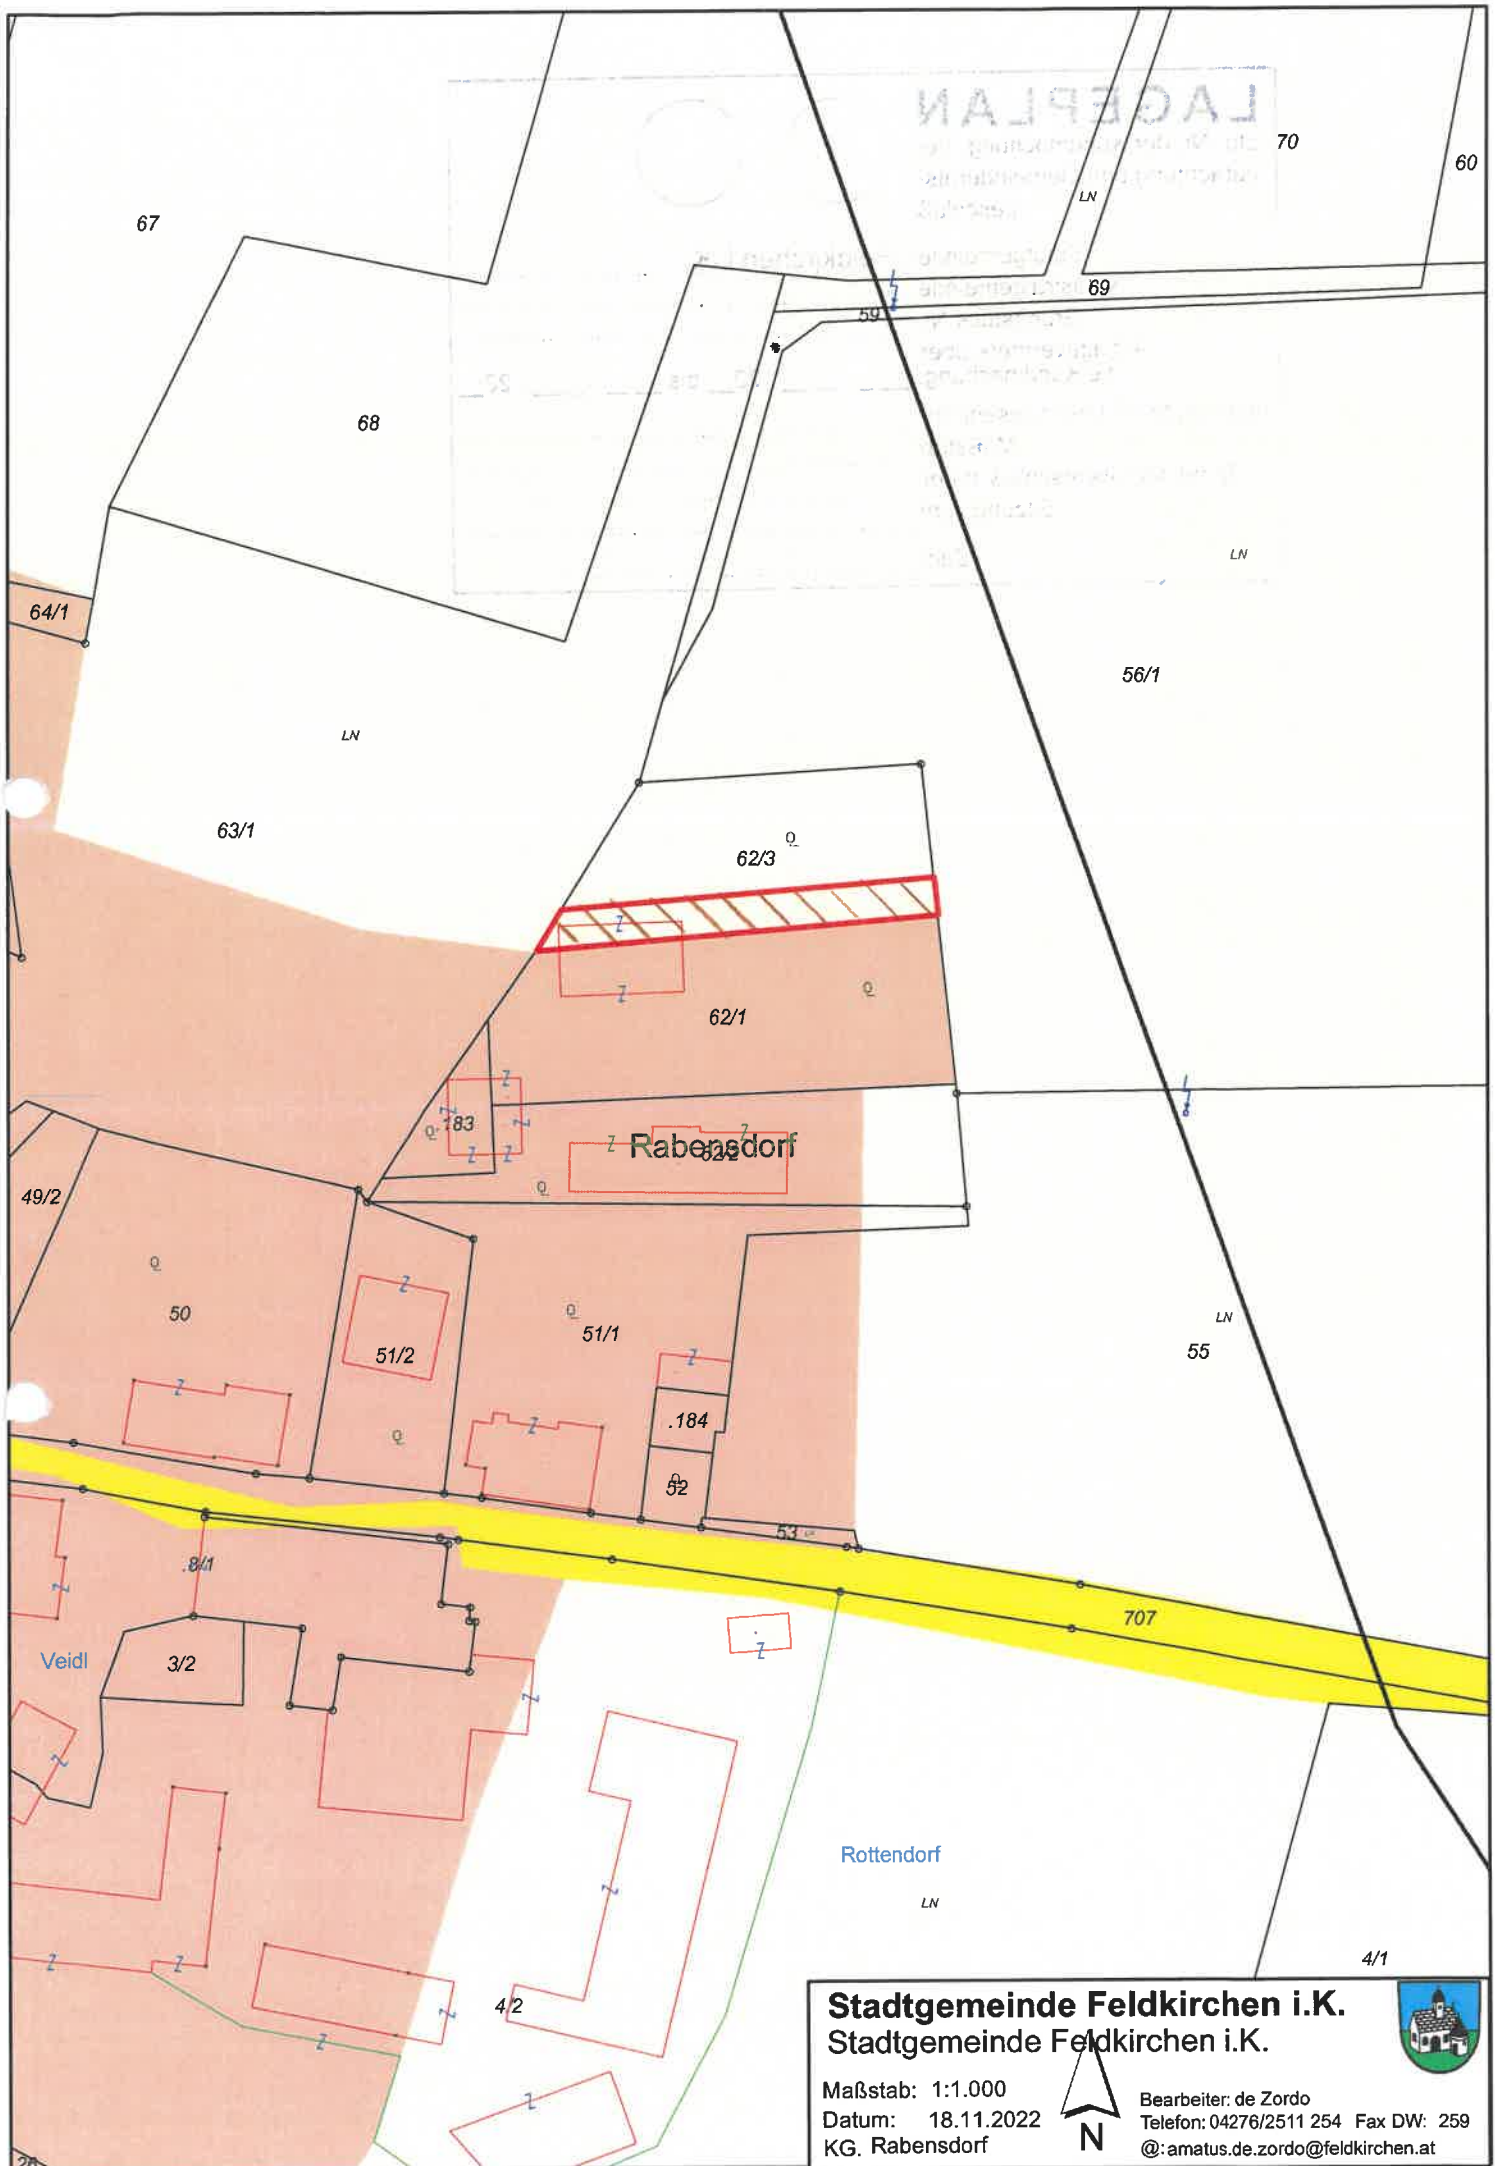 67
70
60
LN
69
59
68
LN
64/1
56/1
LN
63/1
62/3
62/1
.183
Rabensdorf
49/2
50
51/2
51/1
LN
55
.184
52
53
707
.8/1
Veidl
3/2
Rottendorf
LN
4/2
4/1
Stadtgemeinde Feldkirchen i.K.
Stadtgemeinde Feldkirchen i.K.
Maßstab: 1:1.000
Datum: 18.11.2022
KG. Rabensdorf
N
Bearbeiter: de Zordo
Telefon: 04276/2511 254 Fax DW: 259
@:amatus.de.zordo@feldkirchen.at